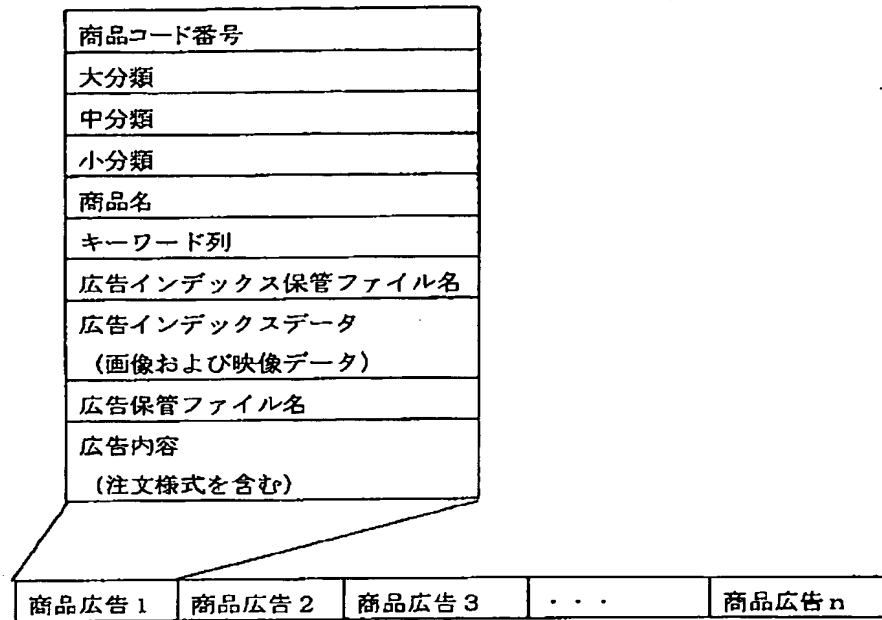 商品コード番号
大分類
中分類
小分類
商品名
キーワード列
広告インデックス保管ファイル名
広告インデックスデータ
(画像および映像データ)
広告保管ファイル名
広告内容
(注文様式を含む)
商品広告1 商品広告2 商品広告3 ・・・ 商品広告n